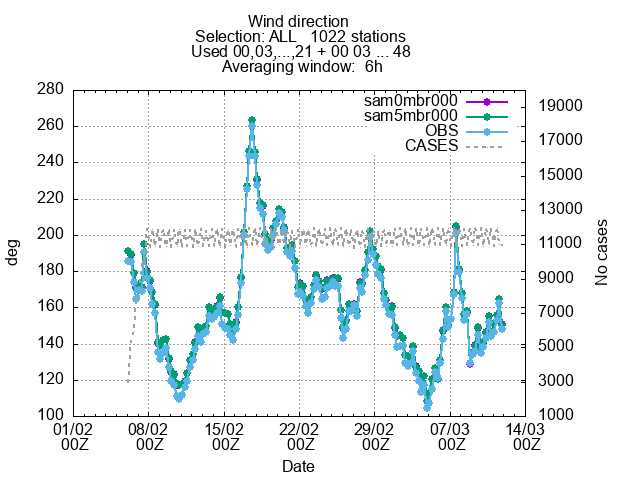 Wind direction
Selection: ALL   1022 stations
Used 00,03,...,21 + 00 03 ... 48
Averaging window:  6h
280
260
240
220
200
180
160
140
120
100
deg
sam0mbr000
sam5mbr000
OBS
CASES
19000
17000
15000
13000
11000
9000
7000
5000
3000
1000
No cases
01/02 08/02 15/02 22/02 29/02 07/03 14/03
00Z 00Z 00Z 00Z 00Z 00Z 00Z
Date